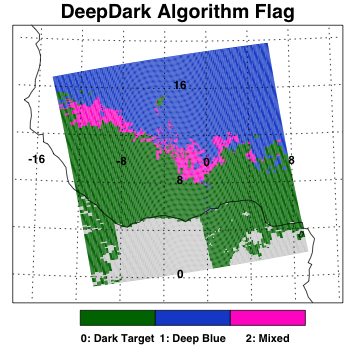 DeepDark Algorithm Flag
16
-16 -8 0 8
8
0
0: Dark Target 1: Deep Blue 2: Mixed